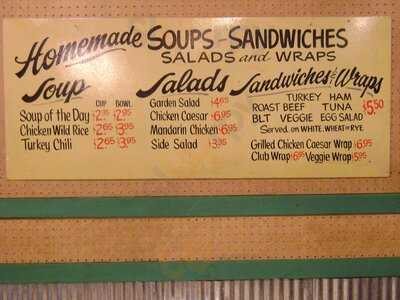 Homemade SOUPS and SANDWICHES
SALADS and WRAPS
Soup
CUP BOWL
Soup of the Day $2.35 $2.95
Chicken Wild Rice $2.65 $3.95
Turkey Chili $2.65 $3.95
Salads
Garden Salad $4.65
Chicken Caesar $6.95
Mandarin Chicken $6.95
Side Salad $3.95
Sandwiches & Wraps
TURKEY HAM
ROAST BEEF TUNA $5.50
BLT VEGGIE EGG SALAD
Served on WHITE, WHEAT or RYE
Grilled Chicken Caesar Wrap $6.95
Club Wrap $6.95 Veggie Wrap $5.95